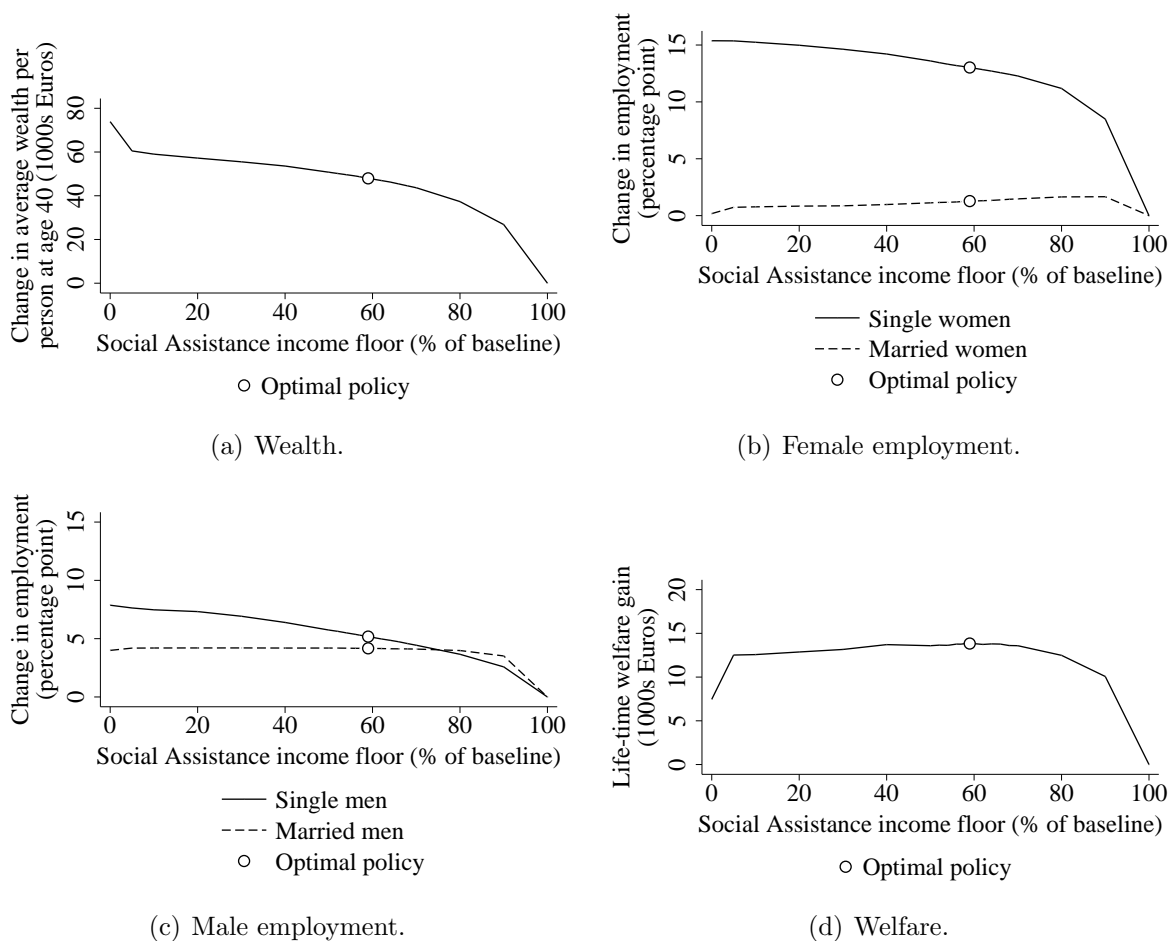 Change in average wealth per
person at age 40 (1000s Euros)
0 20 40 60 80
0 20 40 60 80 100
Social Assistance income floor (% of baseline)
Optimal policy
(a) Wealth.
Change in employment
(percentage point)
0 5 10 15
0 20 40 60 80 100
Social Assistance income floor (% of baseline)
Single women
Married women
Optimal policy
(b) Female employment.
Change in employment
(percentage point)
0 5 10 15
0 20 40 60 80 100
Social Assistance income floor (% of baseline)
Single men
Married men
Optimal policy
(c) Male employment.
Life-time welfare gain
(1000s Euros)
0 5 10 15 20
0 20 40 60 80 100
Social Assistance income floor (% of baseline)
Optimal policy
(d) Welfare.